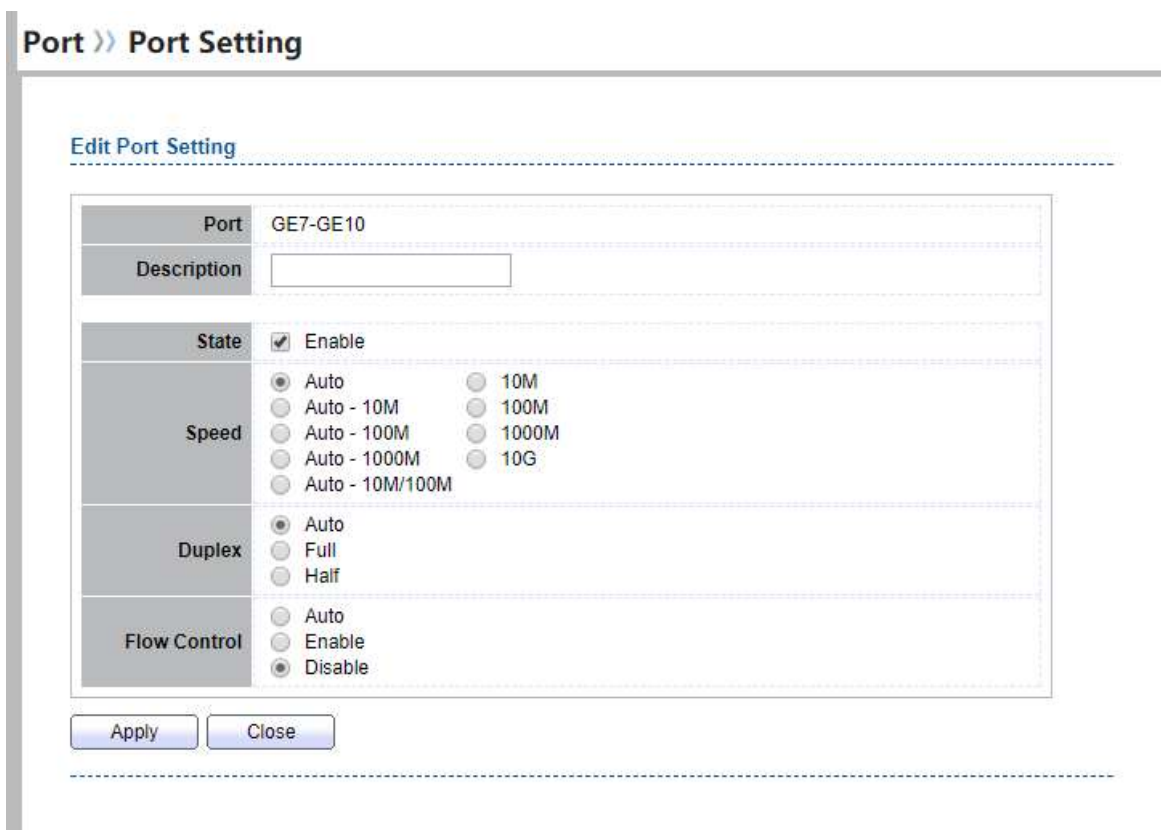 Port » Port Setting
Edit Port Setting
Port GE7-GE10
Description
State Enable
Speed
Auto 10M
Auto - 10M 100M
Auto - 100M 1000M
Auto - 1000M 10G
Auto - 10M/100M
Duplex
Auto
Full
Half
Flow Control
Auto
Enable
Disable
Apply Close